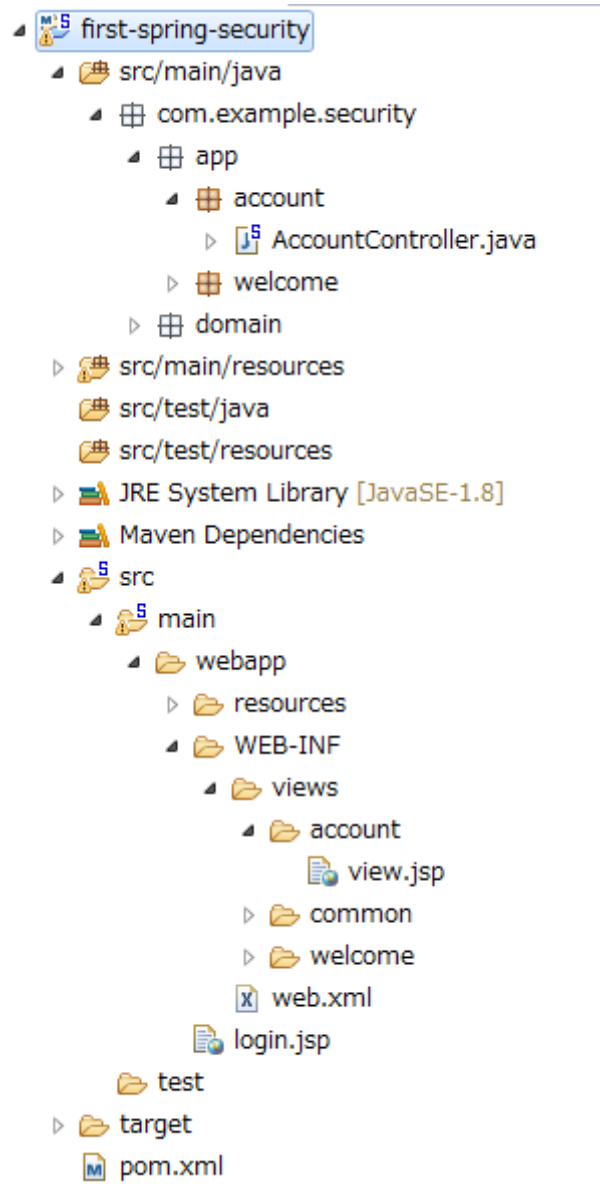 first-spring-security
src/main/java
com.example.security
app
account
AccountController.java
welcome
domain
src/main/resources
src/test/java
src/test/resources
JRE System Library [JavaSE-1.8]
Maven Dependencies
src
main
webapp
resources
WEB-INF
views
account
view.jsp
common
welcome
web.xml
login.jsp
test
target
pom.xml